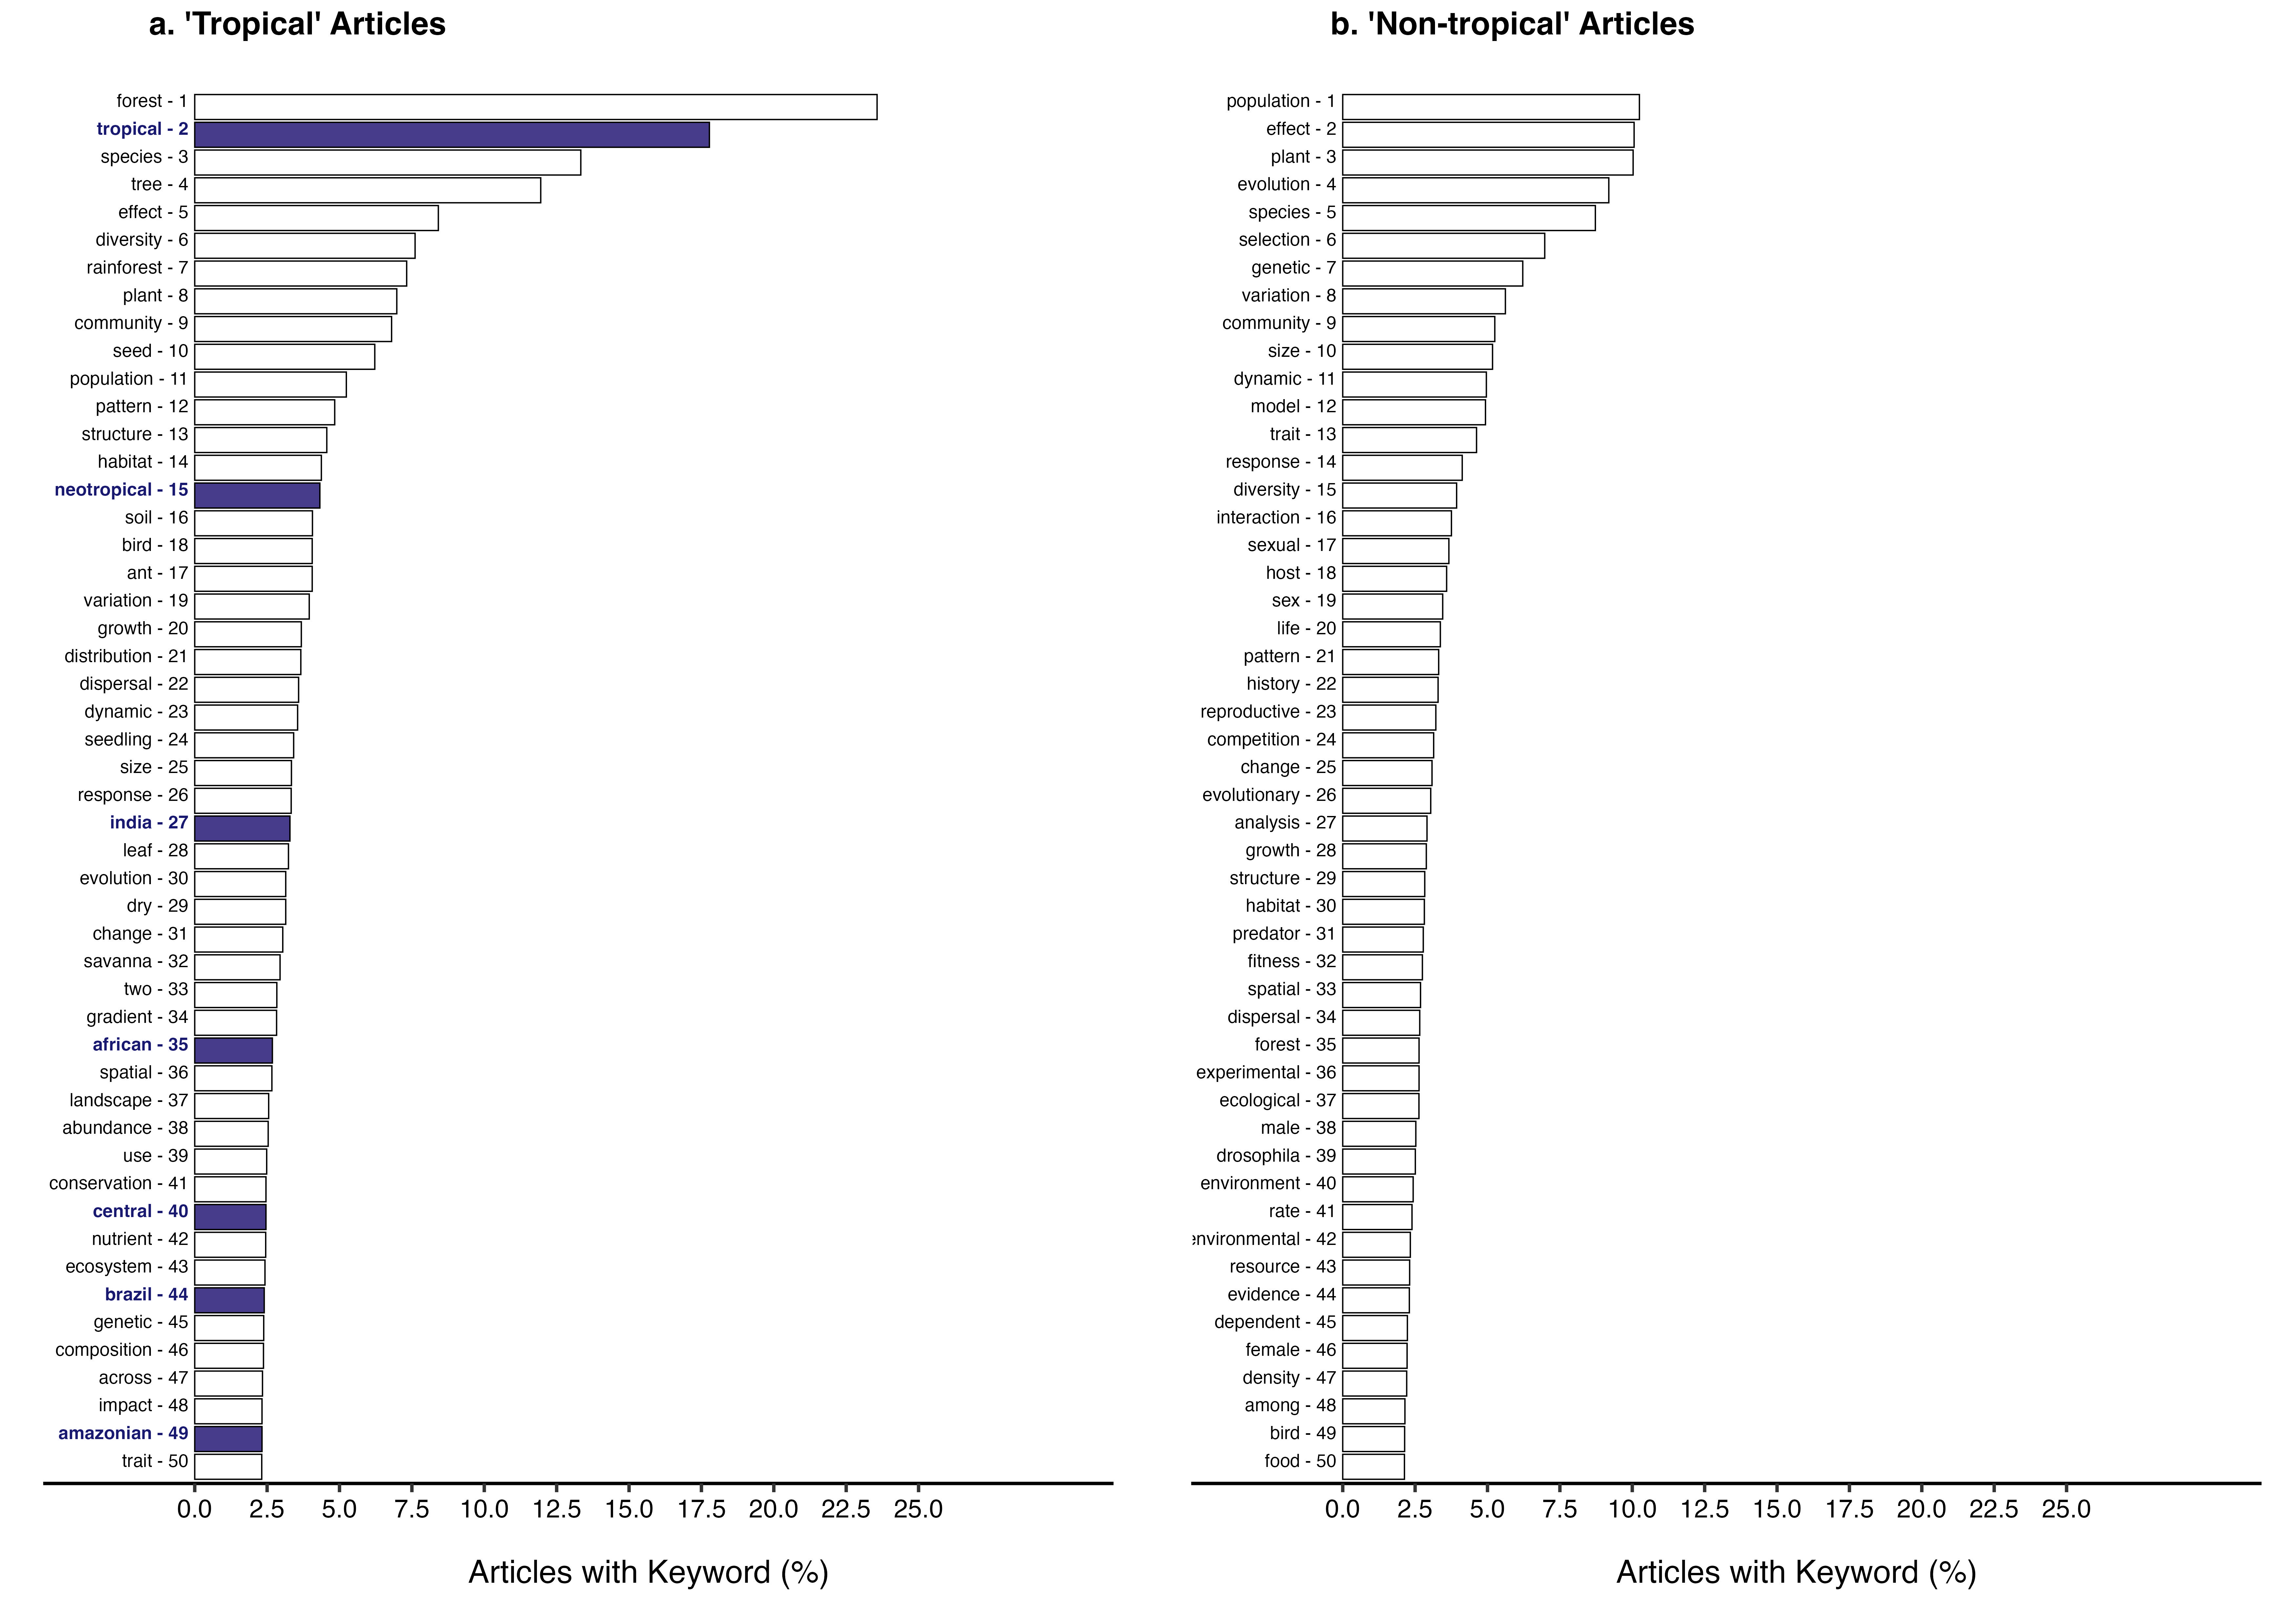 a. 'Tropical' Articles
forest - 1
tropical - 2
species - 3
tree - 4
effect - 5
diversity - 6
rainforest - 7
plant - 8
community - 9
seed - 10
population - 11
pattern - 12
structure - 13
habitat - 14
neotropical - 15
soil - 16
bird - 18
ant - 17
variation - 19
growth - 20
distribution - 21
dispersal - 22
dynamic - 23
seedling - 24
size - 25
response - 26
india - 27
leaf - 28
evolution - 30
dry - 29
change - 31
savanna - 32
two - 33
gradient - 34
african - 35
spatial - 36
landscape - 37
abundance - 38
use - 39
conservation - 41
central - 40
nutrient - 42
ecosystem - 43
brazil - 44
genetic - 45
composition - 46
across - 47
impact - 48
amazonian - 49
trait - 50
0.0 2.5 5.0 7.5 10.0 12.5 15.0 17.5 20.0 22.5 25.0
Articles with Keyword (%)
b. 'Non-tropical' Articles
population - 1
effect - 2
plant - 3
evolution - 4
species - 5
selection - 6
genetic - 7
variation - 8
community - 9
size - 10
dynamic - 11
model - 12
trait - 13
response - 14
diversity - 15
interaction - 16
sexual - 17
host - 18
sex - 19
life - 20
pattern - 21
history - 22
reproductive - 23
competition - 24
change - 25
evolutionary - 26
analysis - 27
growth - 28
structure - 29
habitat - 30
predator - 31
fitness - 32
spatial - 33
dispersal - 34
forest - 35
experimental - 36
ecological - 37
male - 38
drosophila - 39
environment - 40
rate - 41
environmental - 42
resource - 43
evidence - 44
dependent - 45
female - 46
density - 47
among - 48
bird - 49
food - 50
0.0 2.5 5.0 7.5 10.0 12.5 15.0 17.5 20.0 22.5 25.0
Articles with Keyword (%)